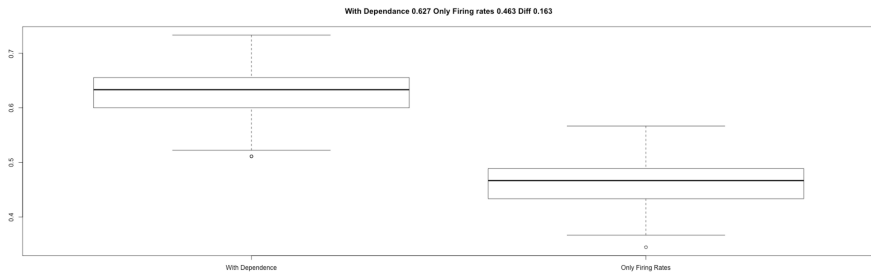 With Dependance 0.627 Only Firing rates 0.463 Diff 0.163
0.7
0.6
0.5
0.4
With Dependence
Only Firing Rates